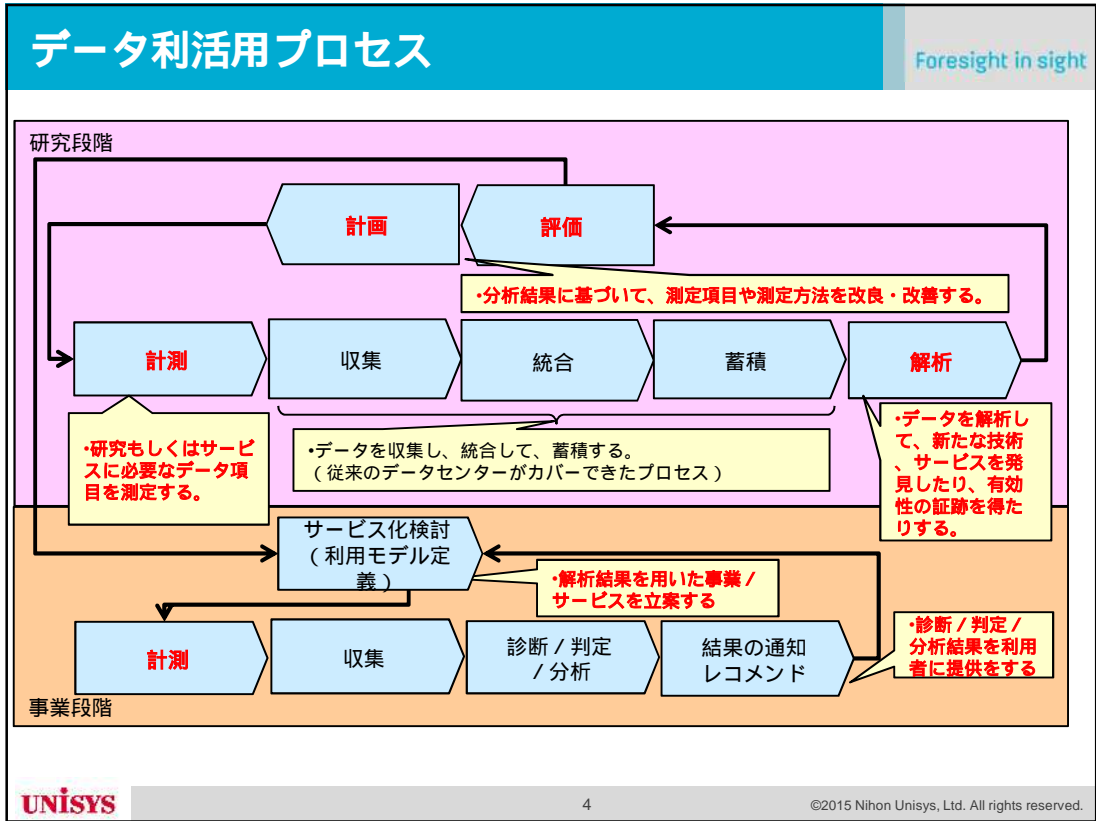 データ利活用プロセス
Foresight in sight
研究段階
計画
評価
・分析結果に基づいて、測定項目や測定方法を改良・改善する。
計測
収集
統合
蓄積
解析
・研究もしくはサービ
スに必要なデータ項
目を測定する。
・データを収集し、統合して、蓄積する。
（従来のデータセンターがカバーできたプロセス）
・データを解析し
て、新たな技術
、サービスを発
見したり、有効
性の証跡を得た
りする。
サービス化検討
（利用モデル定
義）
・解析結果を用いた事業/
サービスを立案する
計測
収集
診断/判定
/分析
結果の通知
レコメンド
・診断/判定/
分析結果を利用
者に提供をする
事業段階
UNISYS
4
©2015 Nihon Unisys, Ltd. All rights reserved.